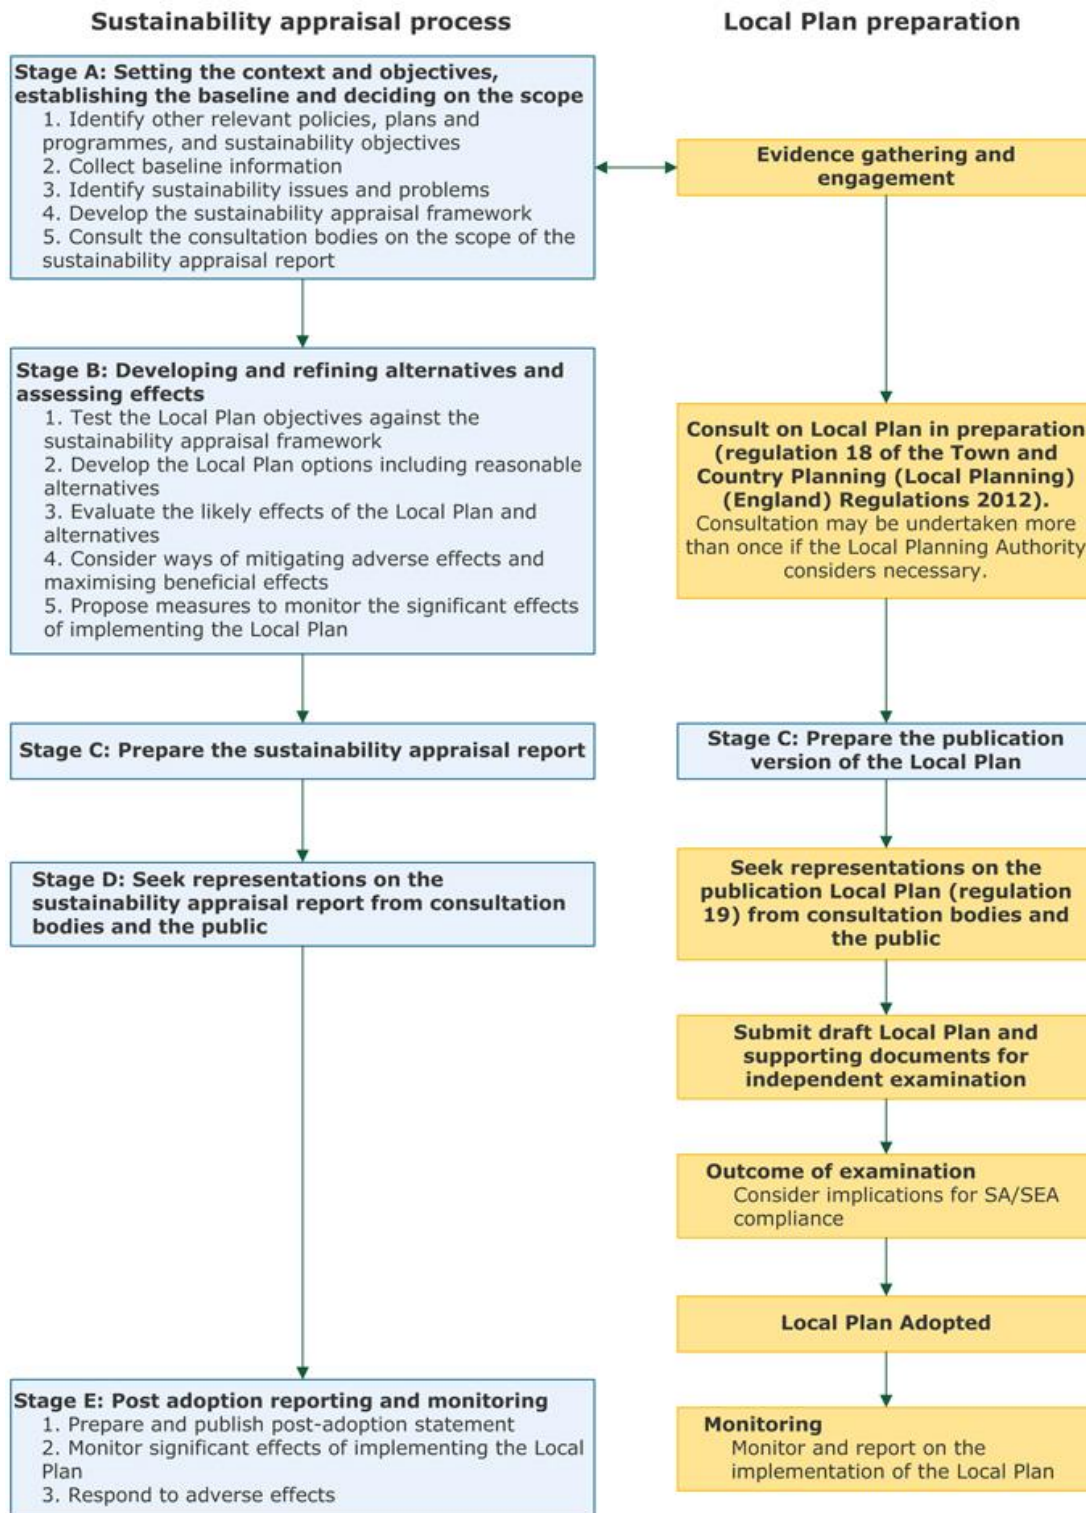 Sustainability appraisal process
Local Plan preparation
Stage A: Setting the context and objectives,
establishing the baseline and deciding on the scope
1. Identify other relevant policies, plans and
programmes, and sustainability objectives
2. Collect baseline information
3. Identify sustainability issues and problems
4. Develop the sustainability appraisal framework
5. Consult the consultation bodies on the scope of the
sustainability appraisal report
Evidence gathering and
engagement
Stage B: Developing and refining alternatives and
assessing effects
1. Test the Local Plan objectives against the
sustainability appraisal framework
2. Develop the Local Plan options including reasonable
alternatives
3. Evaluate the likely effects of the Local Plan and
alternatives
4. Consider ways of mitigating adverse effects and
maximising beneficial effects
5. Propose measures to monitor the significant effects
of implementing the Local Plan
Consult on Local Plan in preparation
(regulation 18 of the Town and
Country Planning (Local Planning)
(England) Regulations 2012).
Consultation may be undertaken more
than once if the Local Planning Authority
considers necessary.
Stage C: Prepare the sustainability appraisal report
Stage C: Prepare the publication
version of the Local Plan
Stage D: Seek representations on the
sustainability appraisal report from consultation
bodies and the public
Seek representations on the
publication Local Plan (regulation
19) from consultation bodies and
the public
Submit draft Local Plan and
supporting documents for
independent examination
Outcome of examination
Consider implications for SA/SEA
compliance
Local Plan Adopted
Stage E: Post adoption reporting and monitoring
1. Prepare and publish post-adoption statement
2. Monitor significant effects of implementing the Local
Plan
3. Respond to adverse effects
Monitoring
Monitor and report on the
implementation of the Local Plan